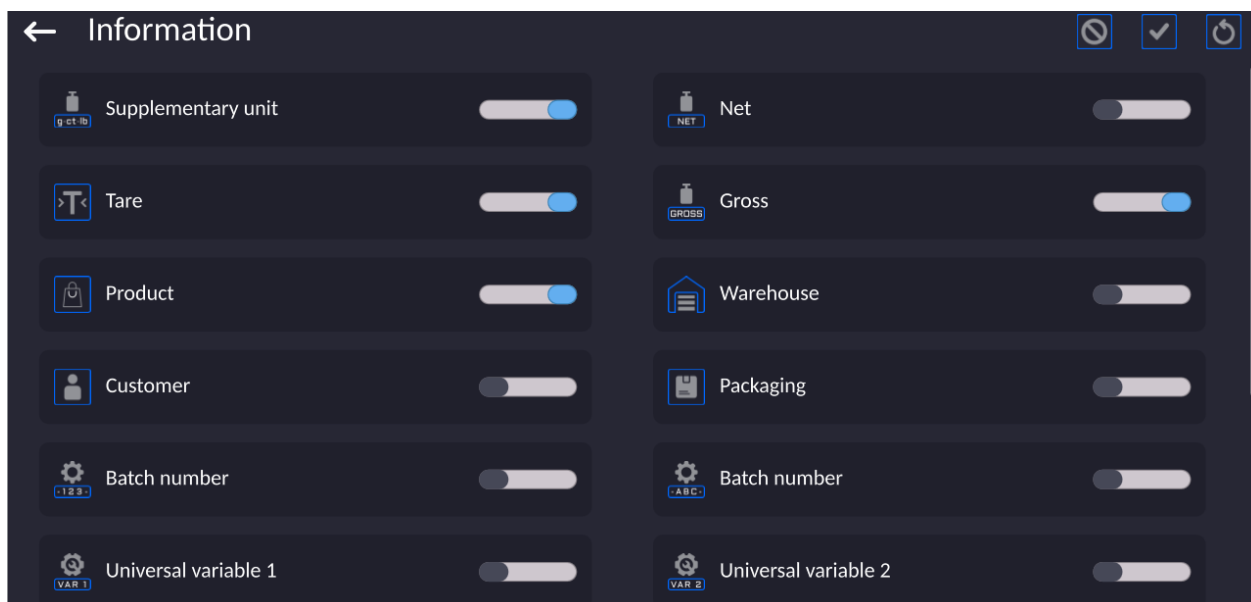 Information
g·ct·lb Supplementary unit
NET Net
>T< Tare
GROSS Gross
Product
Warehouse
Customer
Packaging
·123· Batch number
·ABC· Batch number
VAR 1 Universal variable 1
VAR 2 Universal variable 2